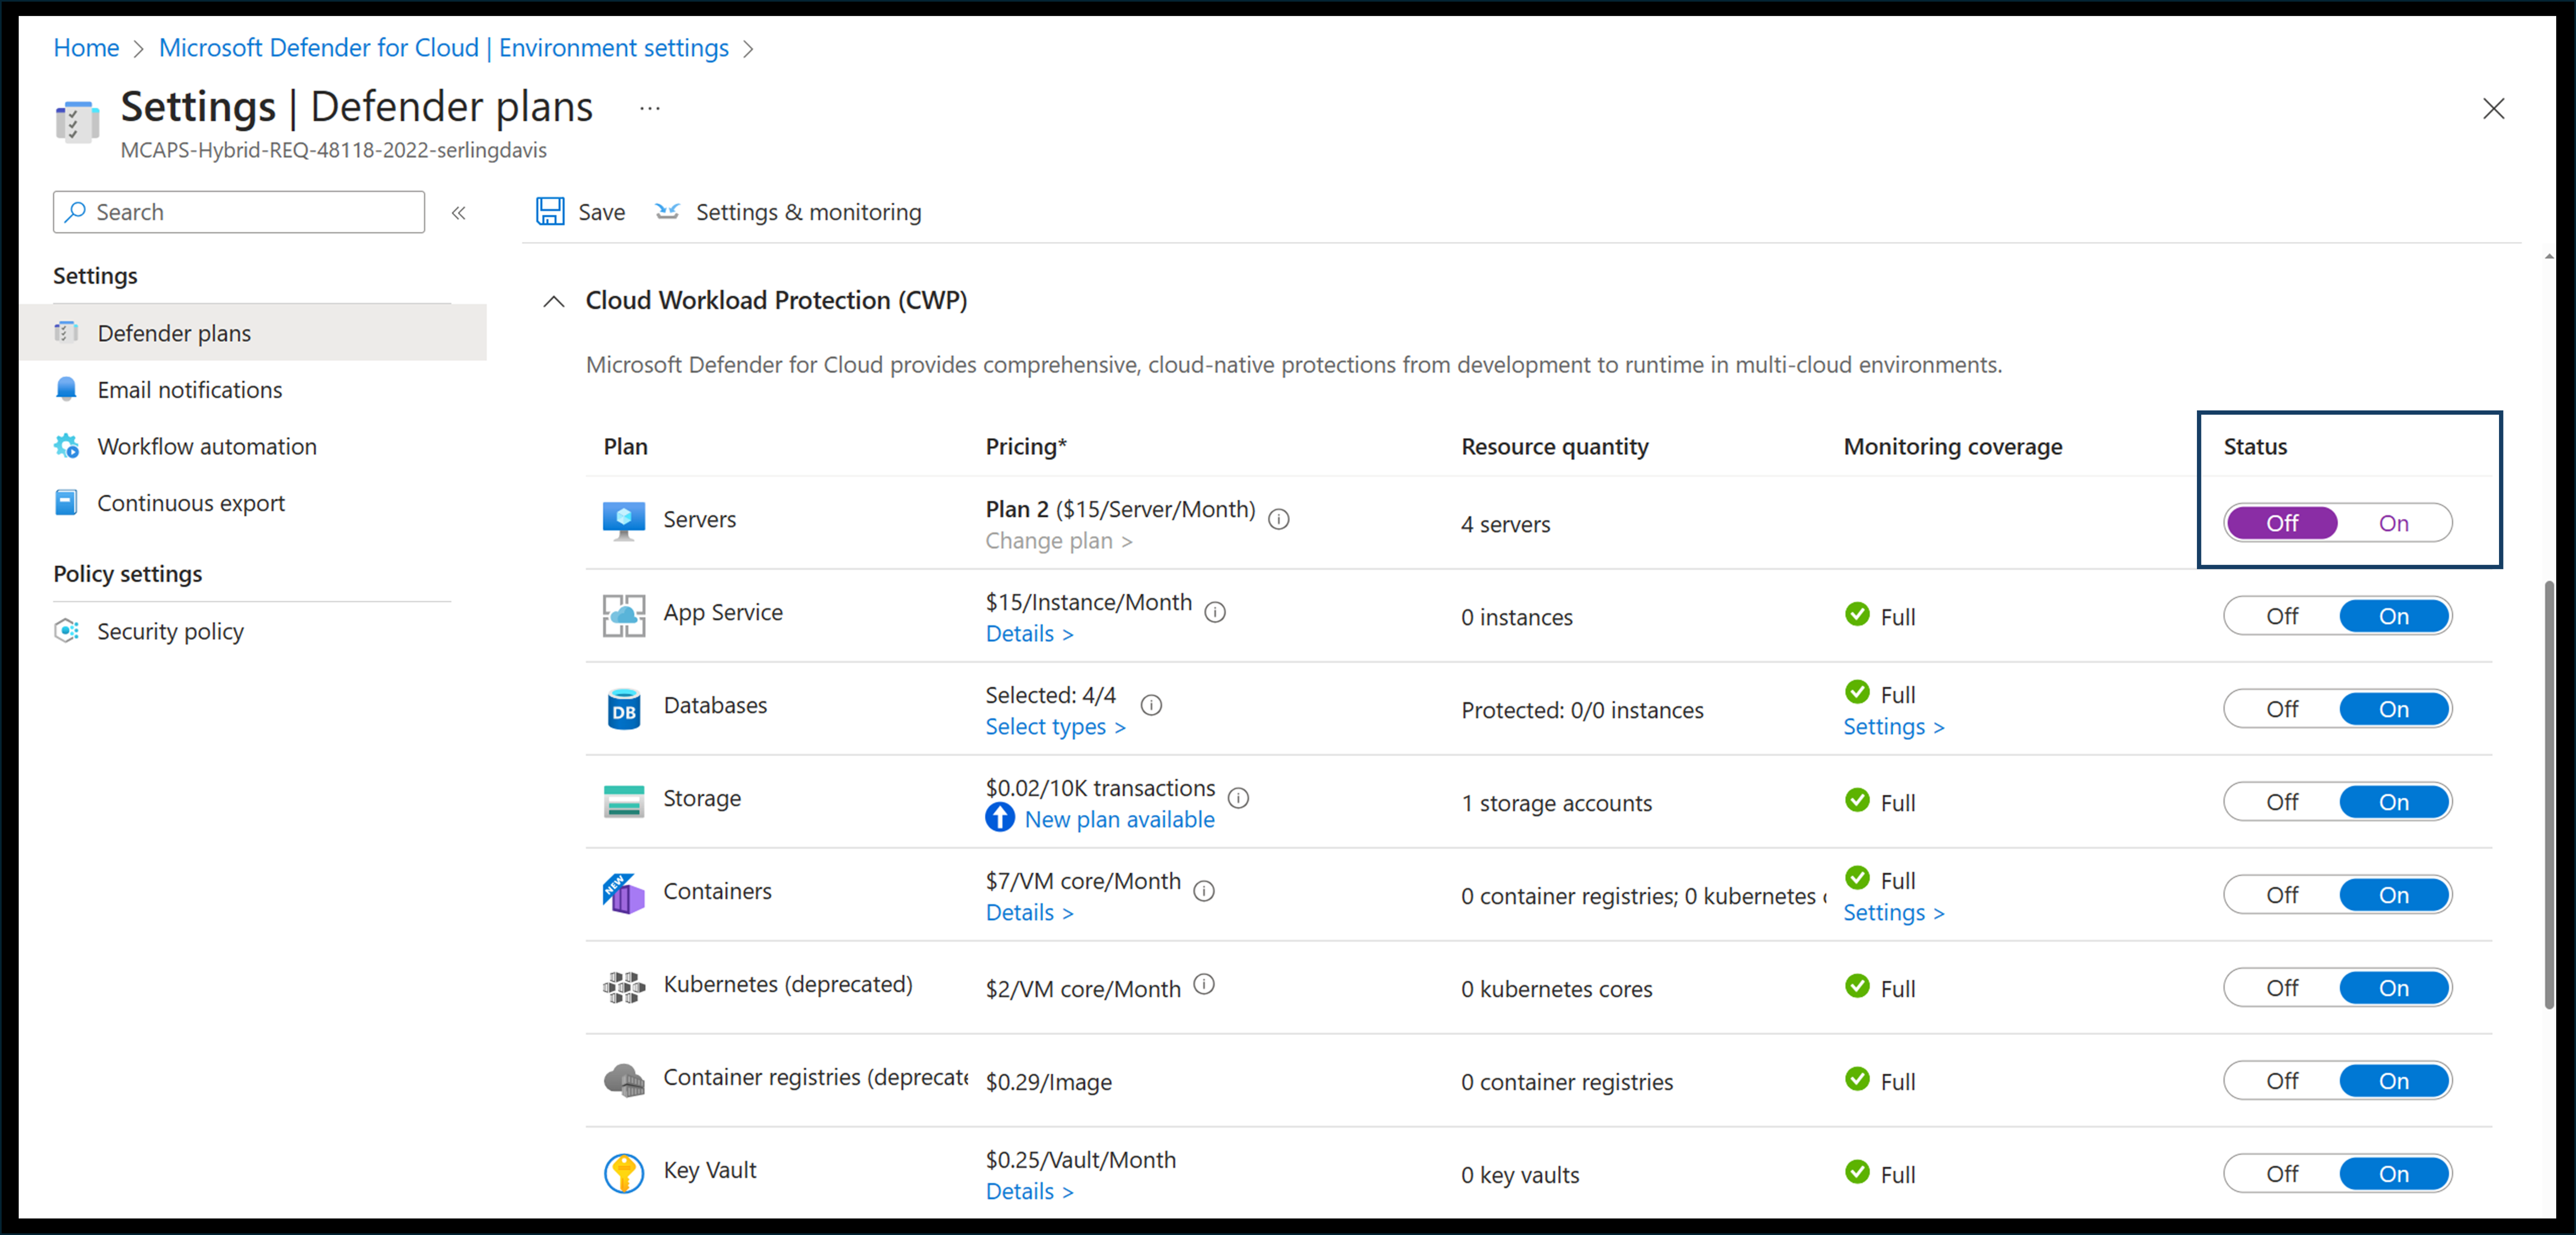 Home > Microsoft Defender for Cloud | Environment settings >
Settings | Defender plans ...
MCAPS-Hybrid-REQ-48118-2022-serlingdavis
Search «
Save Settings & monitoring
Settings
Defender plans
Email notifications
Workflow automation
Continuous export
Policy settings
Security policy
Cloud Workload Protection (CWP)
Microsoft Defender for Cloud provides comprehensive, cloud-native protections from development to runtime in multi-cloud environments.
Plan Pricing* Resource quantity Monitoring coverage Status
Servers Plan 2 ($15/Server/Month) 4 servers Off On
Change plan >
App Service $15/Instance/Month 0 instances Full Off On
Details >
Databases Selected: 4/4 Protected: 0/0 instances Full Off On
DB Select types > Settings >
Storage $0.02/10K transactions 1 storage accounts Full Off On
New plan available
NEW Containers $7/VM core/Month 0 container registries; 0 kubernetes c Full Off On
Details > Settings >
Kubernetes (deprecated) $2/VM core/Month 0 kubernetes cores Full Off On
Container registries (deprecate $0.29/Image 0 container registries Full Off On
Key Vault $0.25/Vault/Month 0 key vaults Full Off On
Details >